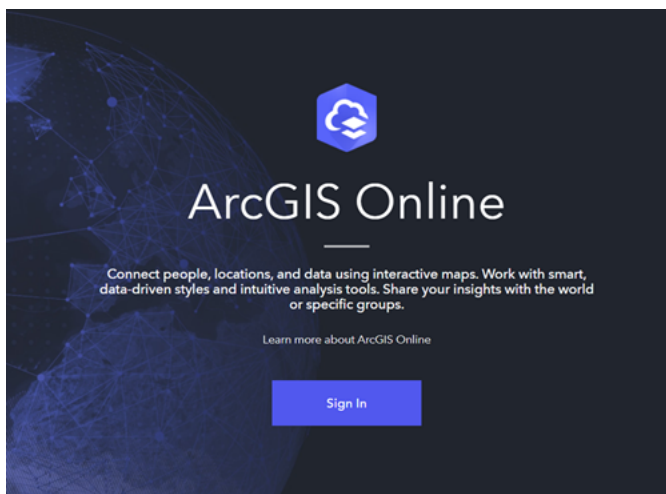 ArcGIS Online
Connect people, locations, and data using interactive maps. Work with smart,
data-driven styles and intuitive analysis tools. Share your insights with the world
or specific groups.
Learn more about ArcGIS Online
Sign In